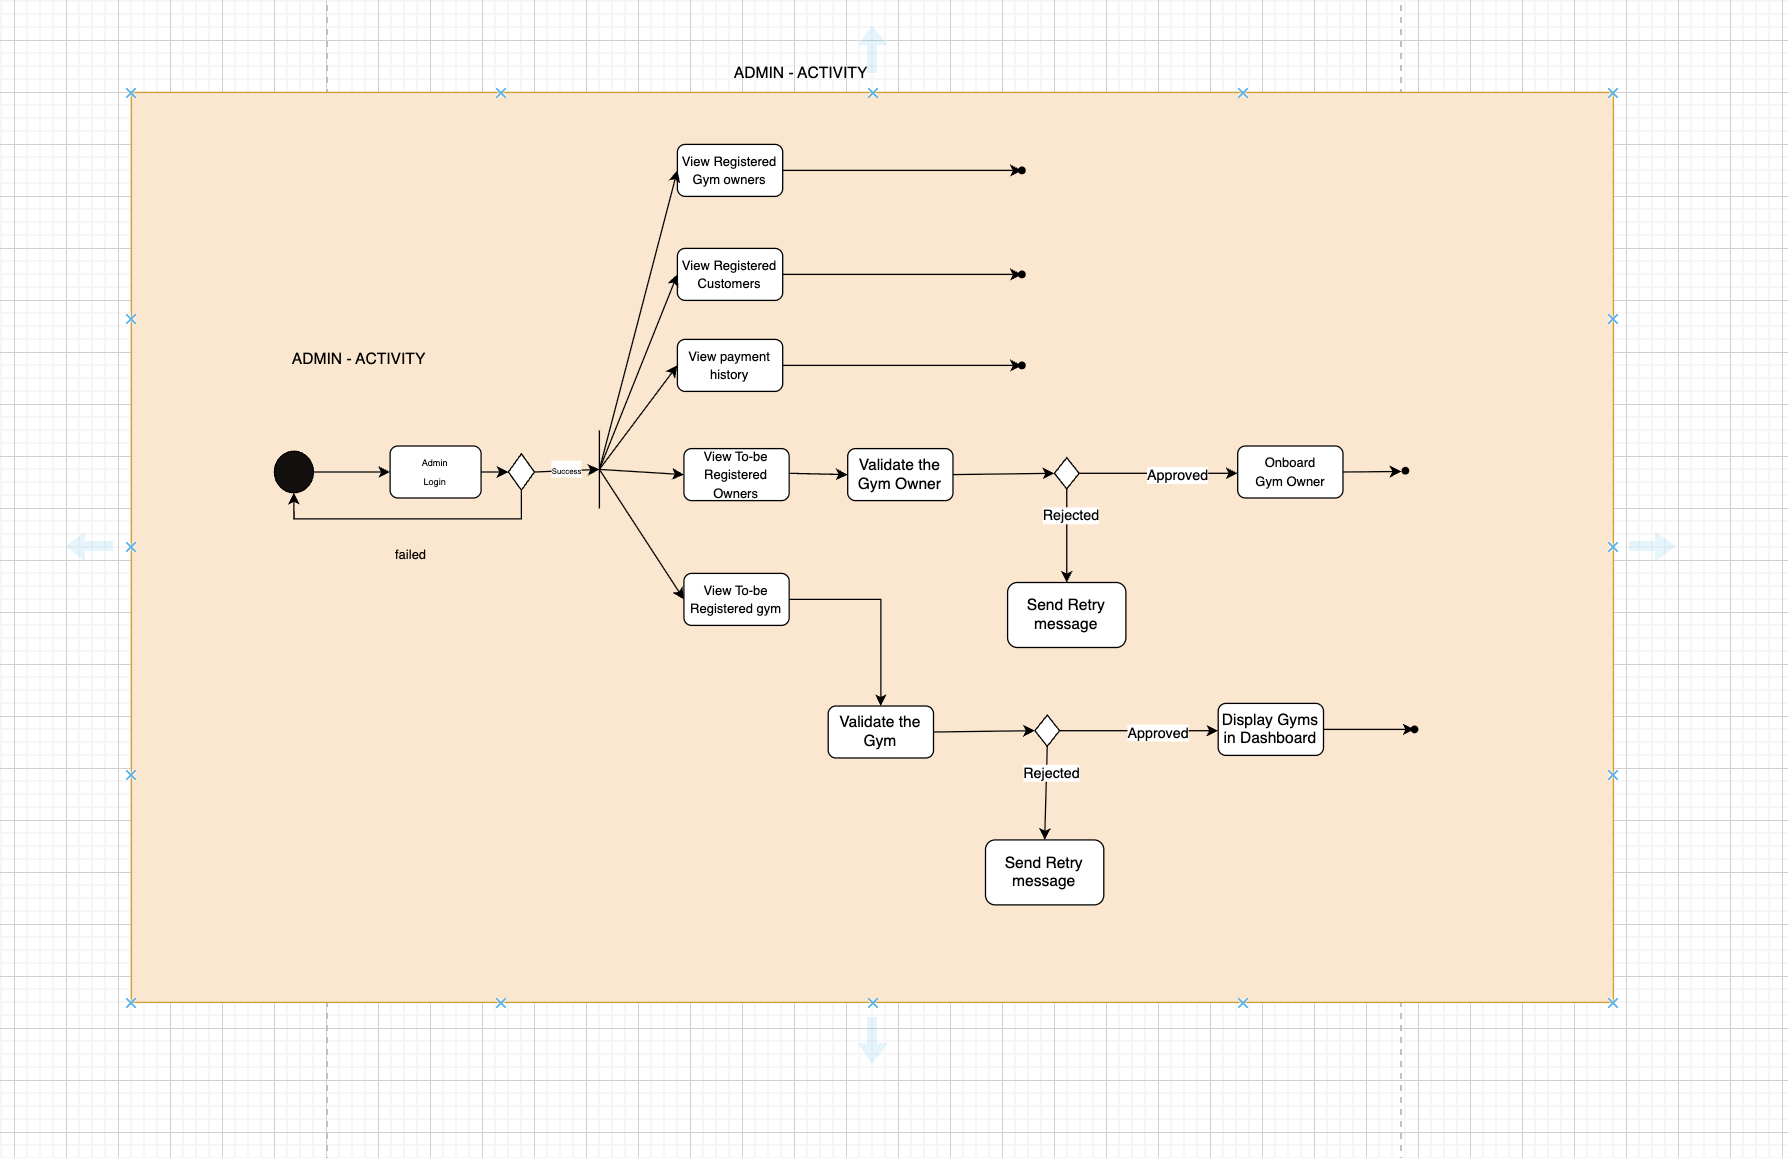 ADMIN - ACTIVITY
View Registered
Gym owners
View Registered
Customers
View payment
history
ADMIN - ACTIVITY
Admin
Login
Success
failed
View To-be
Registered
Owners
Validate the
Gym Owner
Approved
Onboard
Gym Owner
Rejected
Send Retry
message
View To-be
Registered gym
Validate the
Gym
Approved
Display Gyms
in Dashboard
Rejected
Send Retry
message